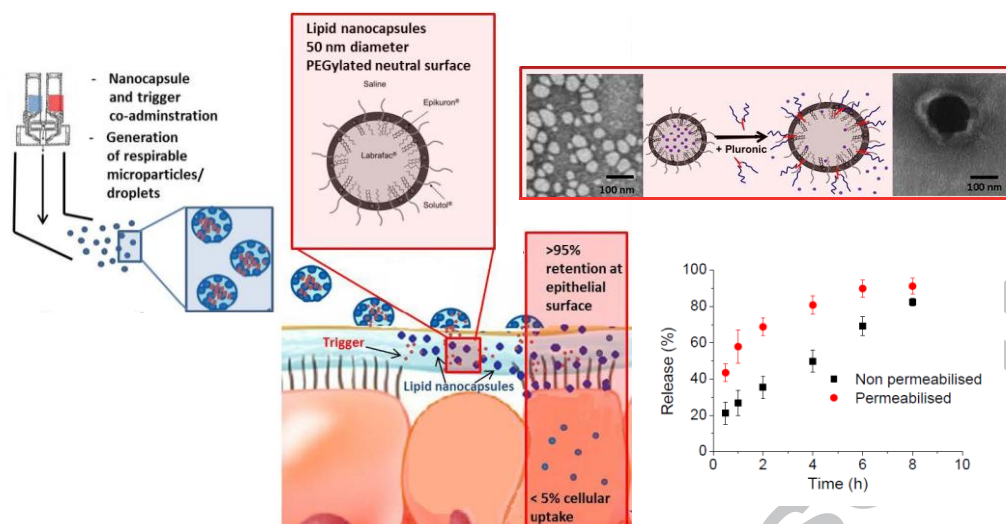 - Nanocapsule
and trigger
co-adminstration
- Generation
of respirable
microparticles/
droplets
Lipid nanocapsules
50 nm diameter
PEGylated neutral surface
Saline
Epikuron®
Labrafac®
Solutol®
+ Pluronic
100 nm
100 nm
>95%
retention at
epithelial
surface
Trigger
Lipid nanocapsules
< 5% cellular
uptake
Release (%)
100
80
60
40
20
0
Non permeabilised
Permeabilised
0
2
4
6
8
10
Time (h)